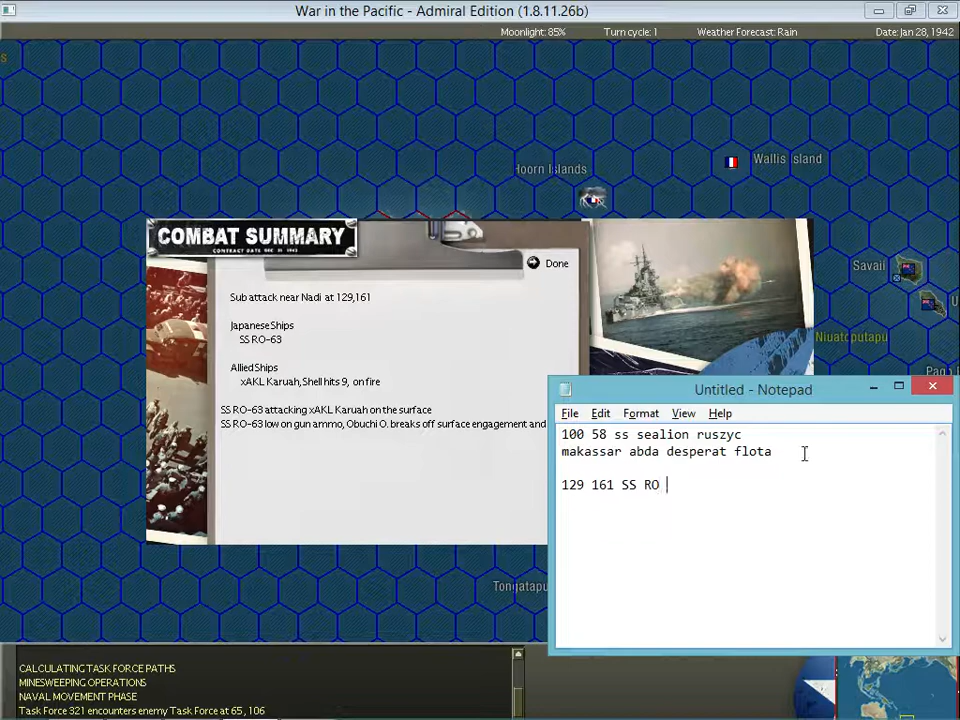 War in the Pacific - Admiral Edition (1.8.11.26b)
Moonlight: 85% Turn cycle: 1 Weather Forecast: Rain Date: Jan 28, 1942
Hoorn Islands
Wallis Island
COMBAT SUMMARY
Done
Savaii
Sub attack near Nadi at 129,161
Japanese Ships
SS RO-63
Niuatoputapu
Allied Ships
xAKL Karuah, Shell hits 9, on fire
SS RO-63 attacking xAKL Karuah on the surface
SS RO-63 low on gun ammo, Obuchi O. breaks off surface engagement and
Untitled - Notepad
File Edit Format View Help
100 58 ss sealion ruszyc
makassar abda desperat flota
129 161 SS RO
Tongatapu
CALCULATING TASK FORCE PATHS
MINESWEEPING OPERATIONS
NAVAL MOVEMENT PHASE
Task Force 321 encounters enemy Task Force at 65, 106